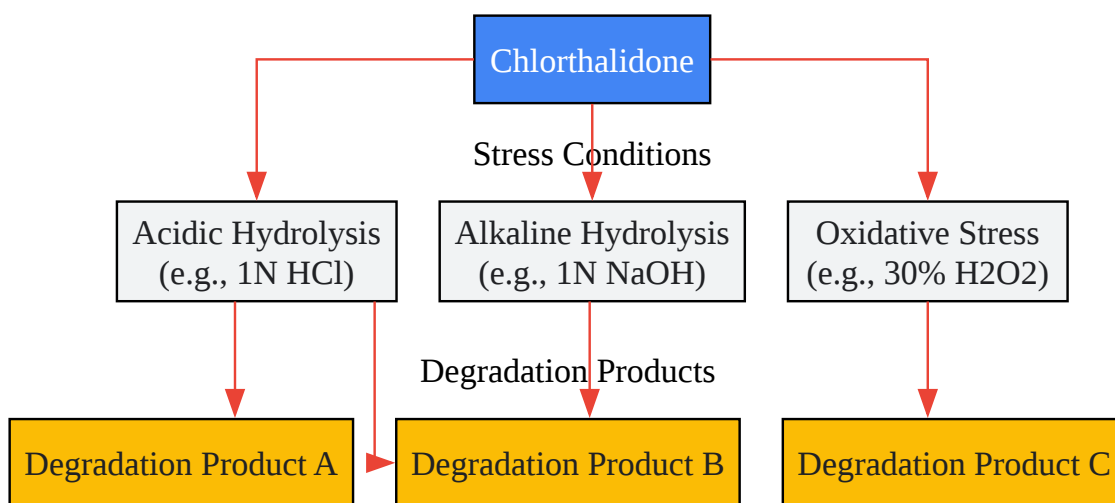 Chlorthalidone
Stress Conditions
Acidic Hydrolysis
(e.g., 1N HCl)
Alkaline Hydrolysis
(e.g., 1N NaOH)
Oxidative Stress
(e.g., 30% H2O2)
Degradation Products
Degradation Product A
Degradation Product B
Degradation Product C